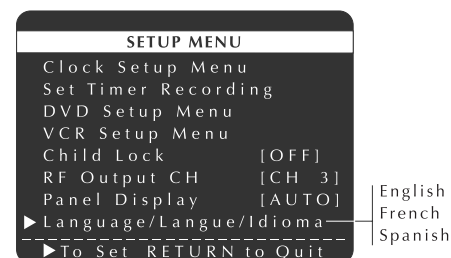 SETUP MENU
Clock Setup Menu
Set Timer Recording
DVD Setup Menu
VCR Setup Menu
Child Lock [OFF]
RF Output CH [CH 3]
Panel Display [AUTO]
▶Language/Langue/Idioma
English
French
Spanish
▶To Set RETURN to Quit